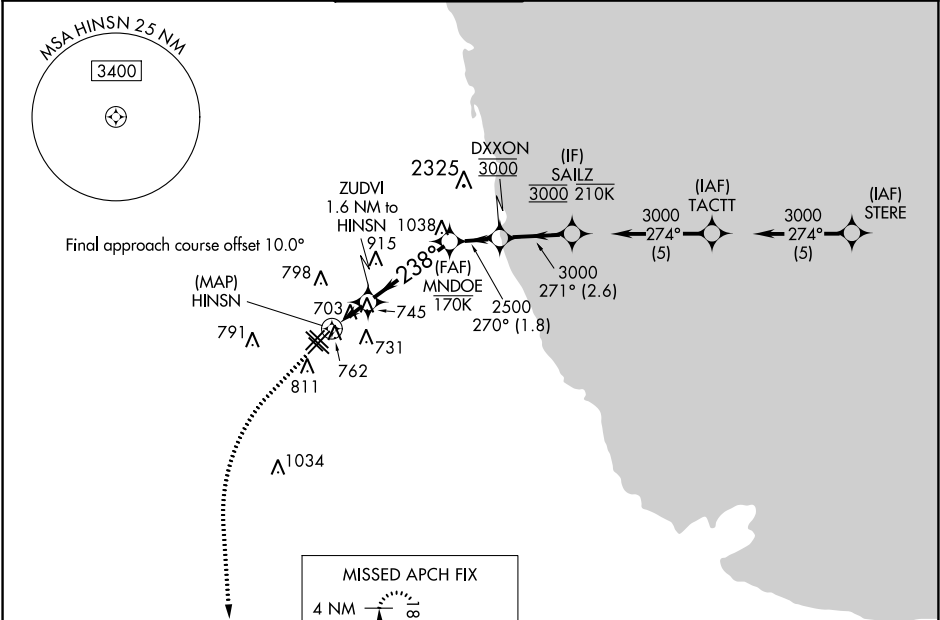 MSA HINSN 25 NM
3400
DXXON
3000
(IF)
SAILZ
3000 210K
(IAF)
TACTT
(IAF)
STERE
2325
ZUDVI
1.6 NM to
HINSN
1038
915
3000
274°
(5)
3000
274°
(5)
Final approach course offset 10.0°
238°
(FAF)
MNDOE
170K
3000
271° (2.6)
2500
270° (1.8)
798
(MAP)
HINSN
703
745
791
731
762
811
1034
MISSED APCH FIX
4 NM
18